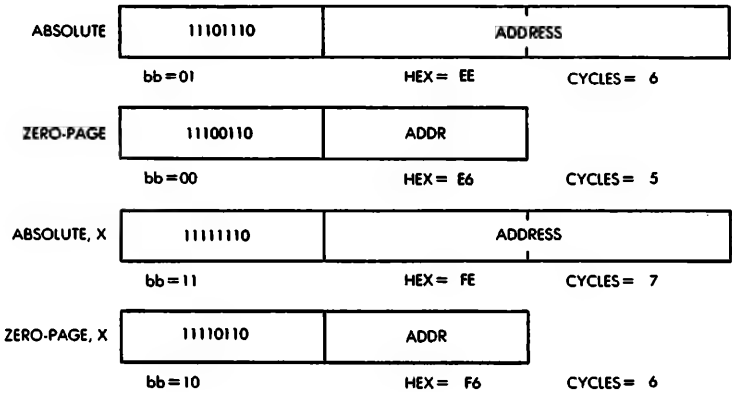 ABSOLUTE 11101110 ADDRESS
bb=01 HEX= EE CYCLES= 6
ZERO-PAGE 11100110 ADDR
bb=00 HEX= E6 CYCLES= 5
ABSOLUTE, X 11111110 ADDRESS
bb=11 HEX= FE CYCLES= 7
ZERO-PAGE, X 11110110 ADDR
bb=10 HEX= F6 CYCLES= 6